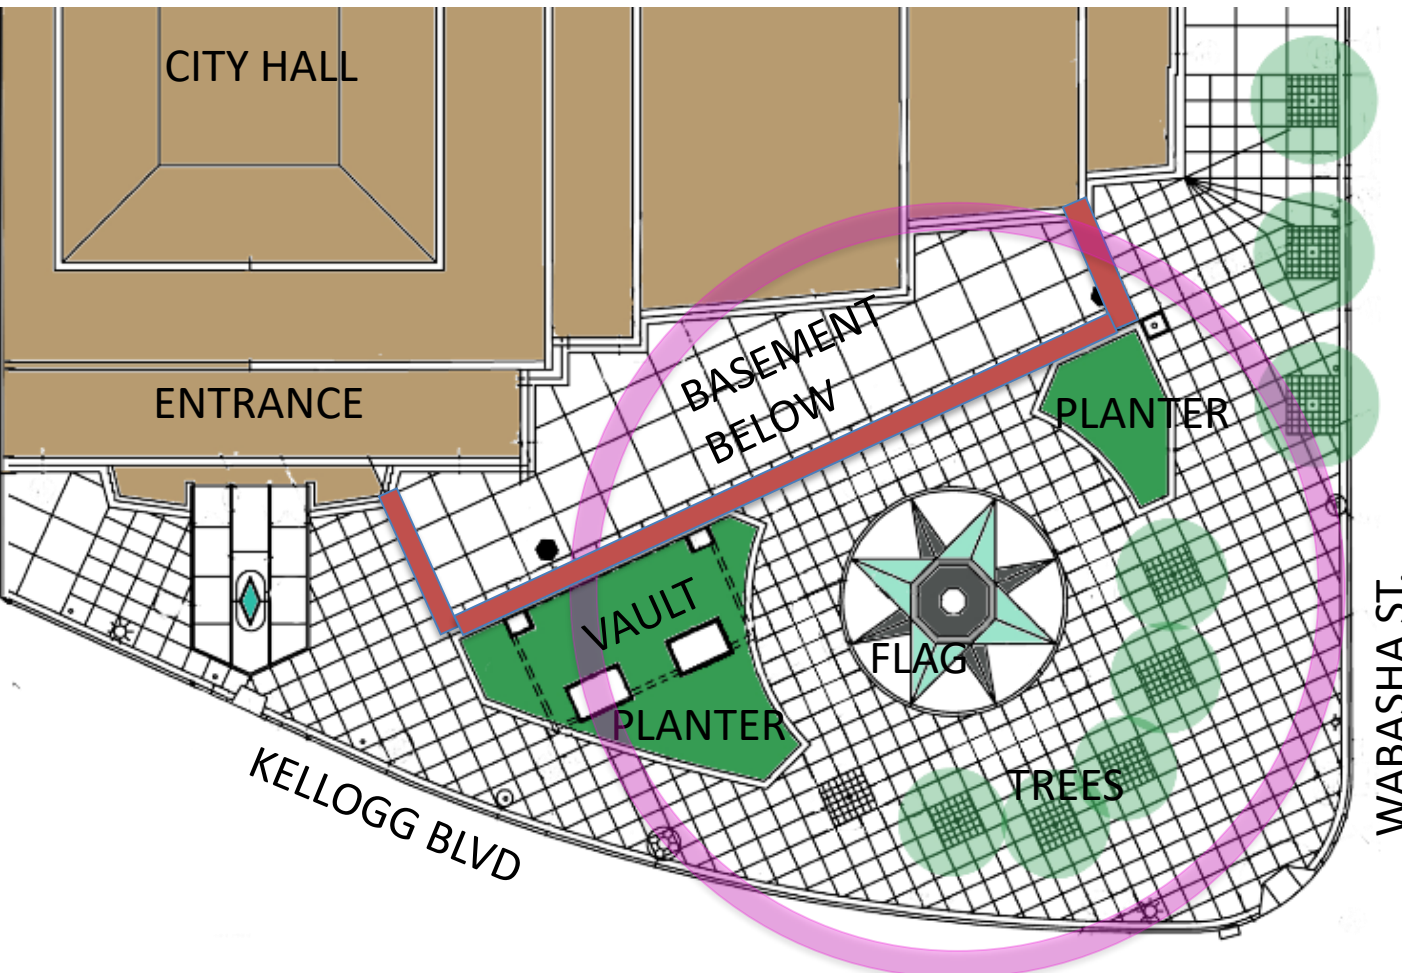 CITY HALL
ENTRANCE
BASEMENT
BELOW
PLANTER
VAULT
FLAG
PLANTER
TREES
KELLOGG BLVD
WABASHA ST.